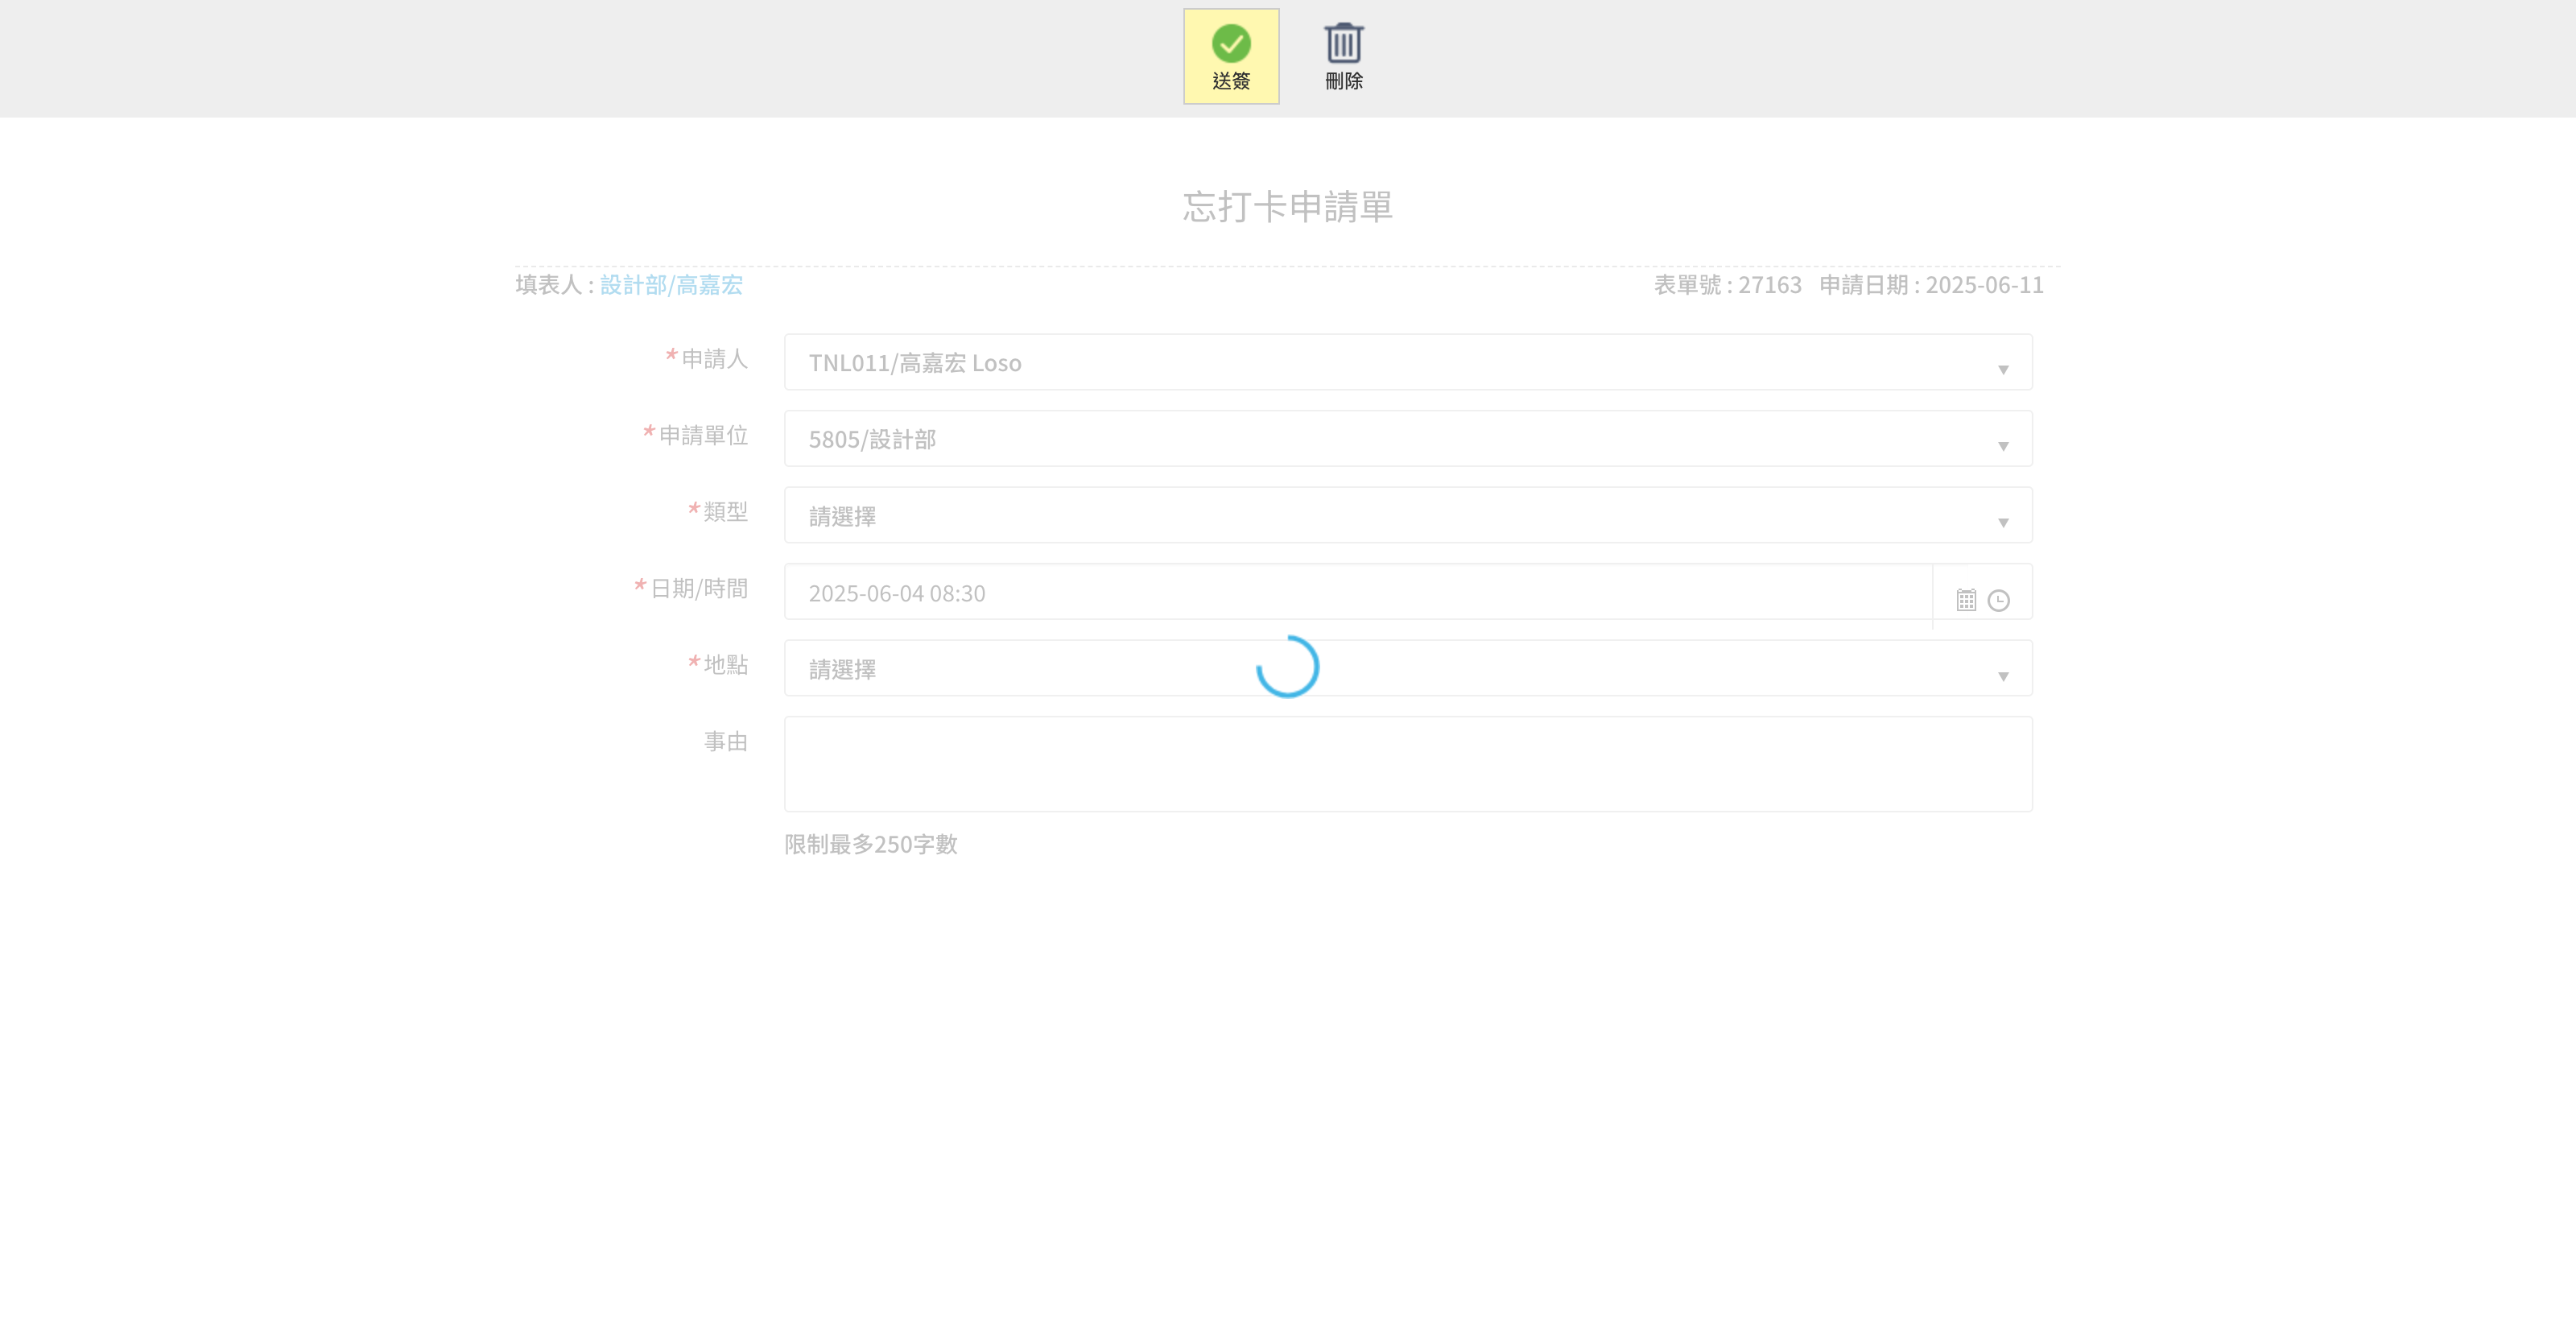 送簽
刪除
忘打卡申請單
填表人 : 設計部/高嘉宏
表單號 : 27163 申請日期 : 2025-06-11
*申請人
TNL011/高嘉宏 Loso
*申請單位
5805/設計部
*類型
請選擇
*日期/時間
2025-06-04 08:30
*地點
請選擇
事由
限制最多250字數